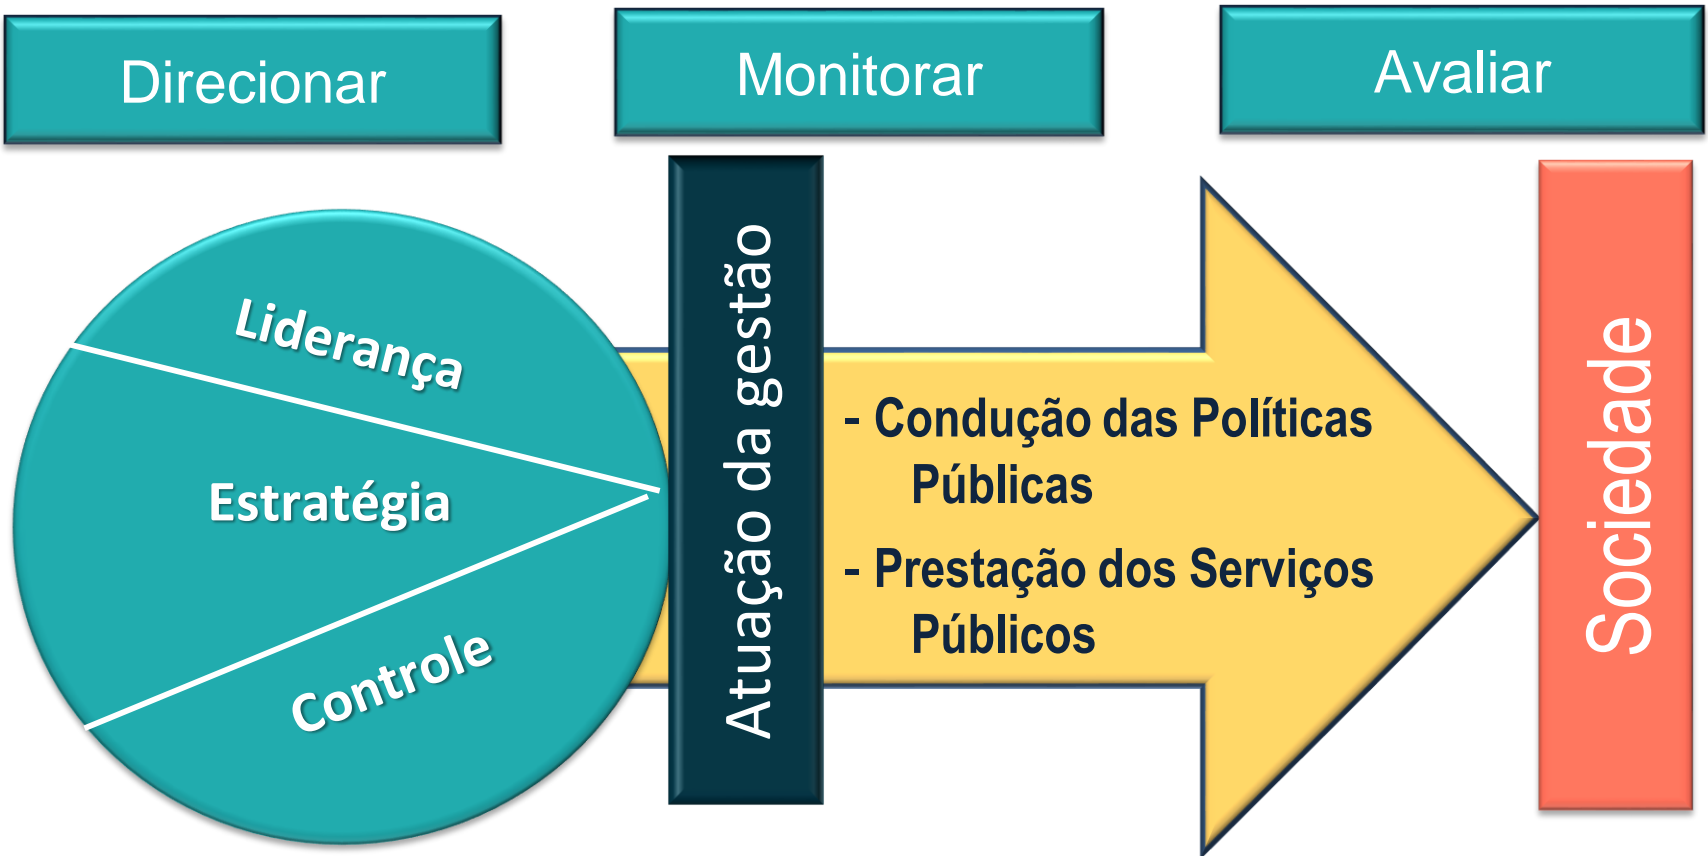 Direcionar
Monitorar
Avaliar
Liderança
Estratégia
Controle
Atuação da gestão
- Condução das Políticas
Públicas
- Prestação dos Serviços
Públicos
Sociedade